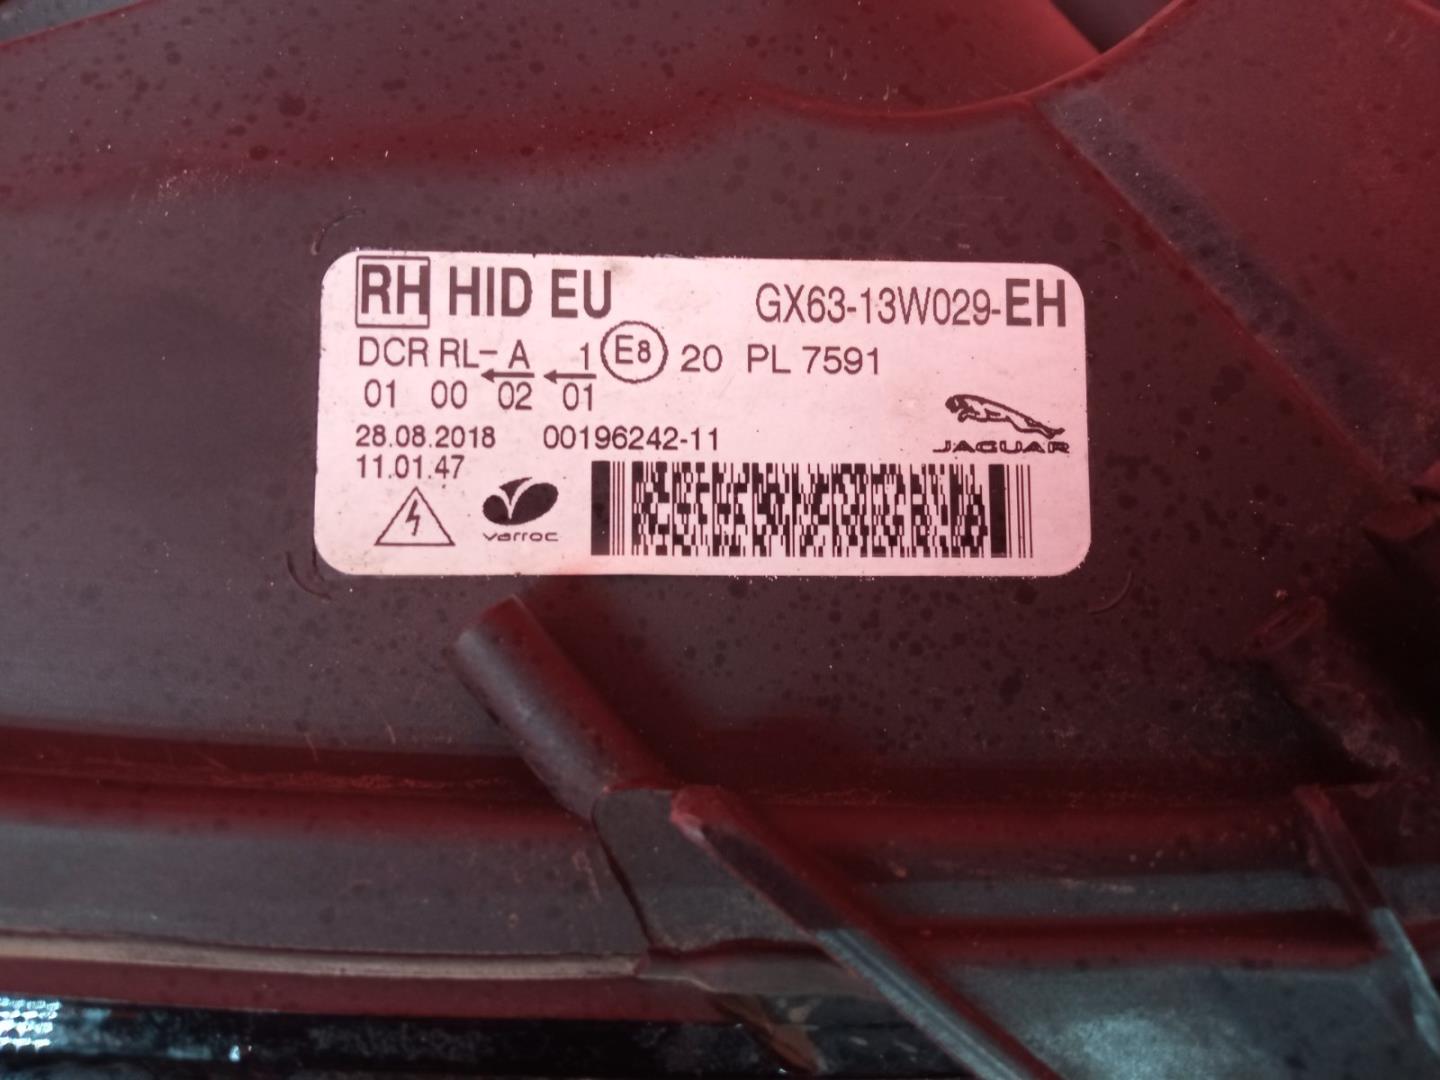 RH HID EU GX63-13W029-EH
DCR RL- A 1 E8 20 PL 7591
01 00 02 01
28.08.2018 00196242-11
11.01.47
JAGUAR
varroc